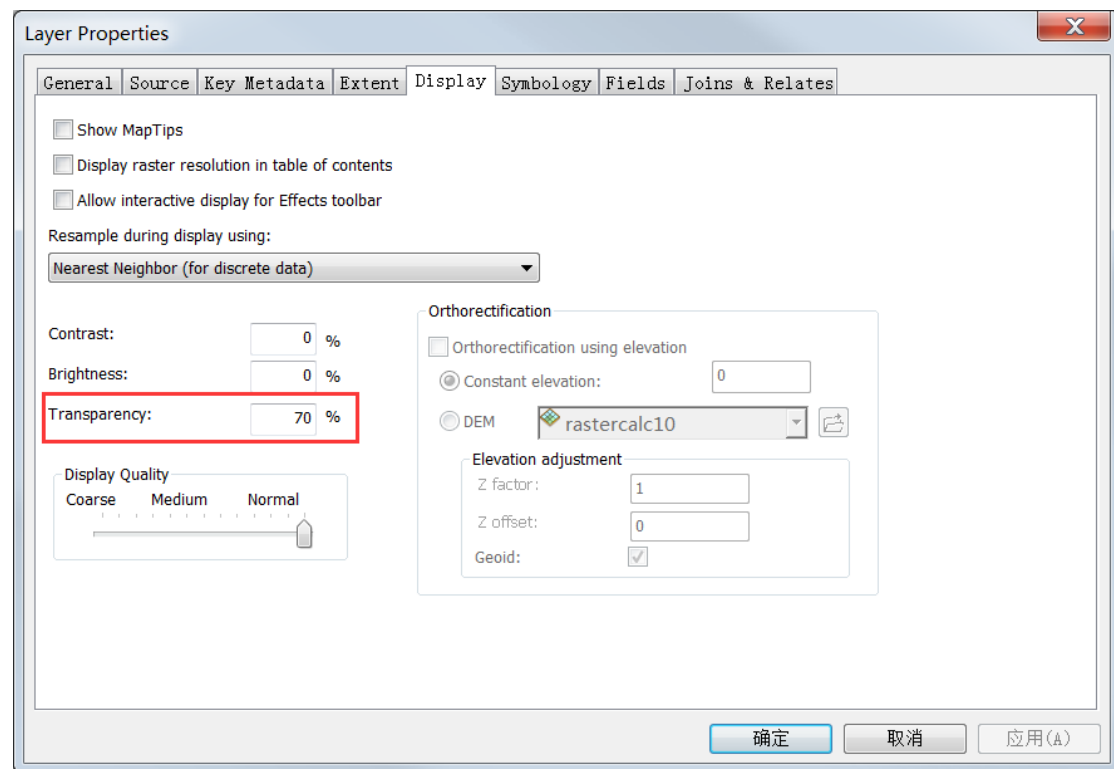 Layer Properties
General Source Key Metadata Extent Display Symbology Fields Joins & Relates
Show MapTips
Display raster resolution in table of contents
Allow interactive display for Effects toolbar
Resample during display using:
Nearest Neighbor (for discrete data)
Contrast: 0 %
Brightness: 0 %
Transparency: 70 %
Display Quality
Coarse Medium Normal
Orthorectification
Orthorectification using elevation
Constant elevation: 0
DEM rastercalc10
Elevation adjustment
Z factor: 1
Z offset: 0
Geoid:
确定 取消 应用(A)